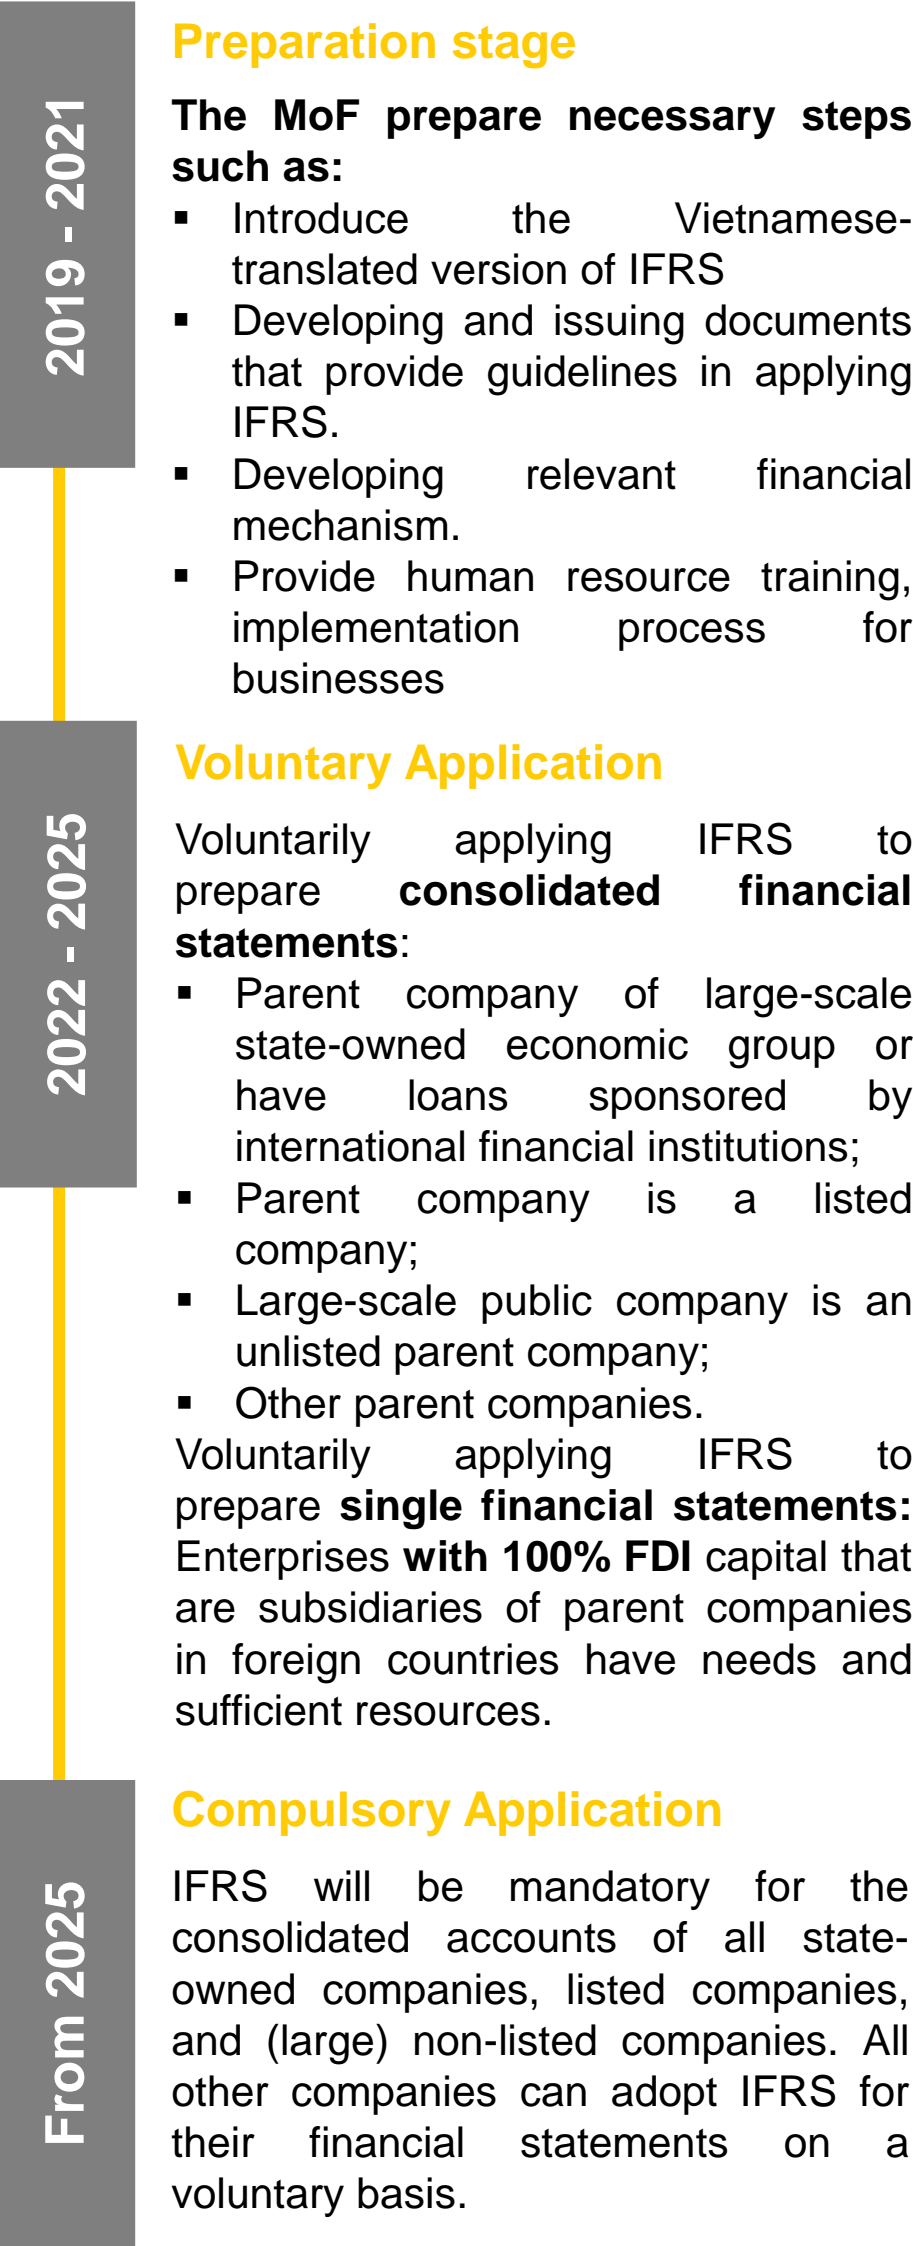 2019 - 2021
Preparation stage
The MoF prepare necessary steps
such as:
▪ Introduce the Vietnamese-
translated version of IFRS
▪ Developing and issuing documents
that provide guidelines in applying
IFRS.
▪ Developing relevant financial
mechanism.
▪ Provide human resource training,
implementation process for
businesses
2022 - 2025
Voluntary Application
Voluntarily applying IFRS to
prepare consolidated financial
statements:
▪ Parent company of large-scale
state-owned economic group or
have loans sponsored by
international financial institutions;
▪ Parent company is a listed
company;
▪ Large-scale public company is an
unlisted parent company;
▪ Other parent companies.
Voluntarily applying IFRS to
prepare single financial statements:
Enterprises with 100% FDI capital that
are subsidiaries of parent companies
in foreign countries have needs and
sufficient resources.
From 2025
Compulsory Application
IFRS will be mandatory for the
consolidated accounts of all state-
owned companies, listed companies,
and (large) non-listed companies. All
other companies can adopt IFRS for
their financial statements on a
voluntary basis.